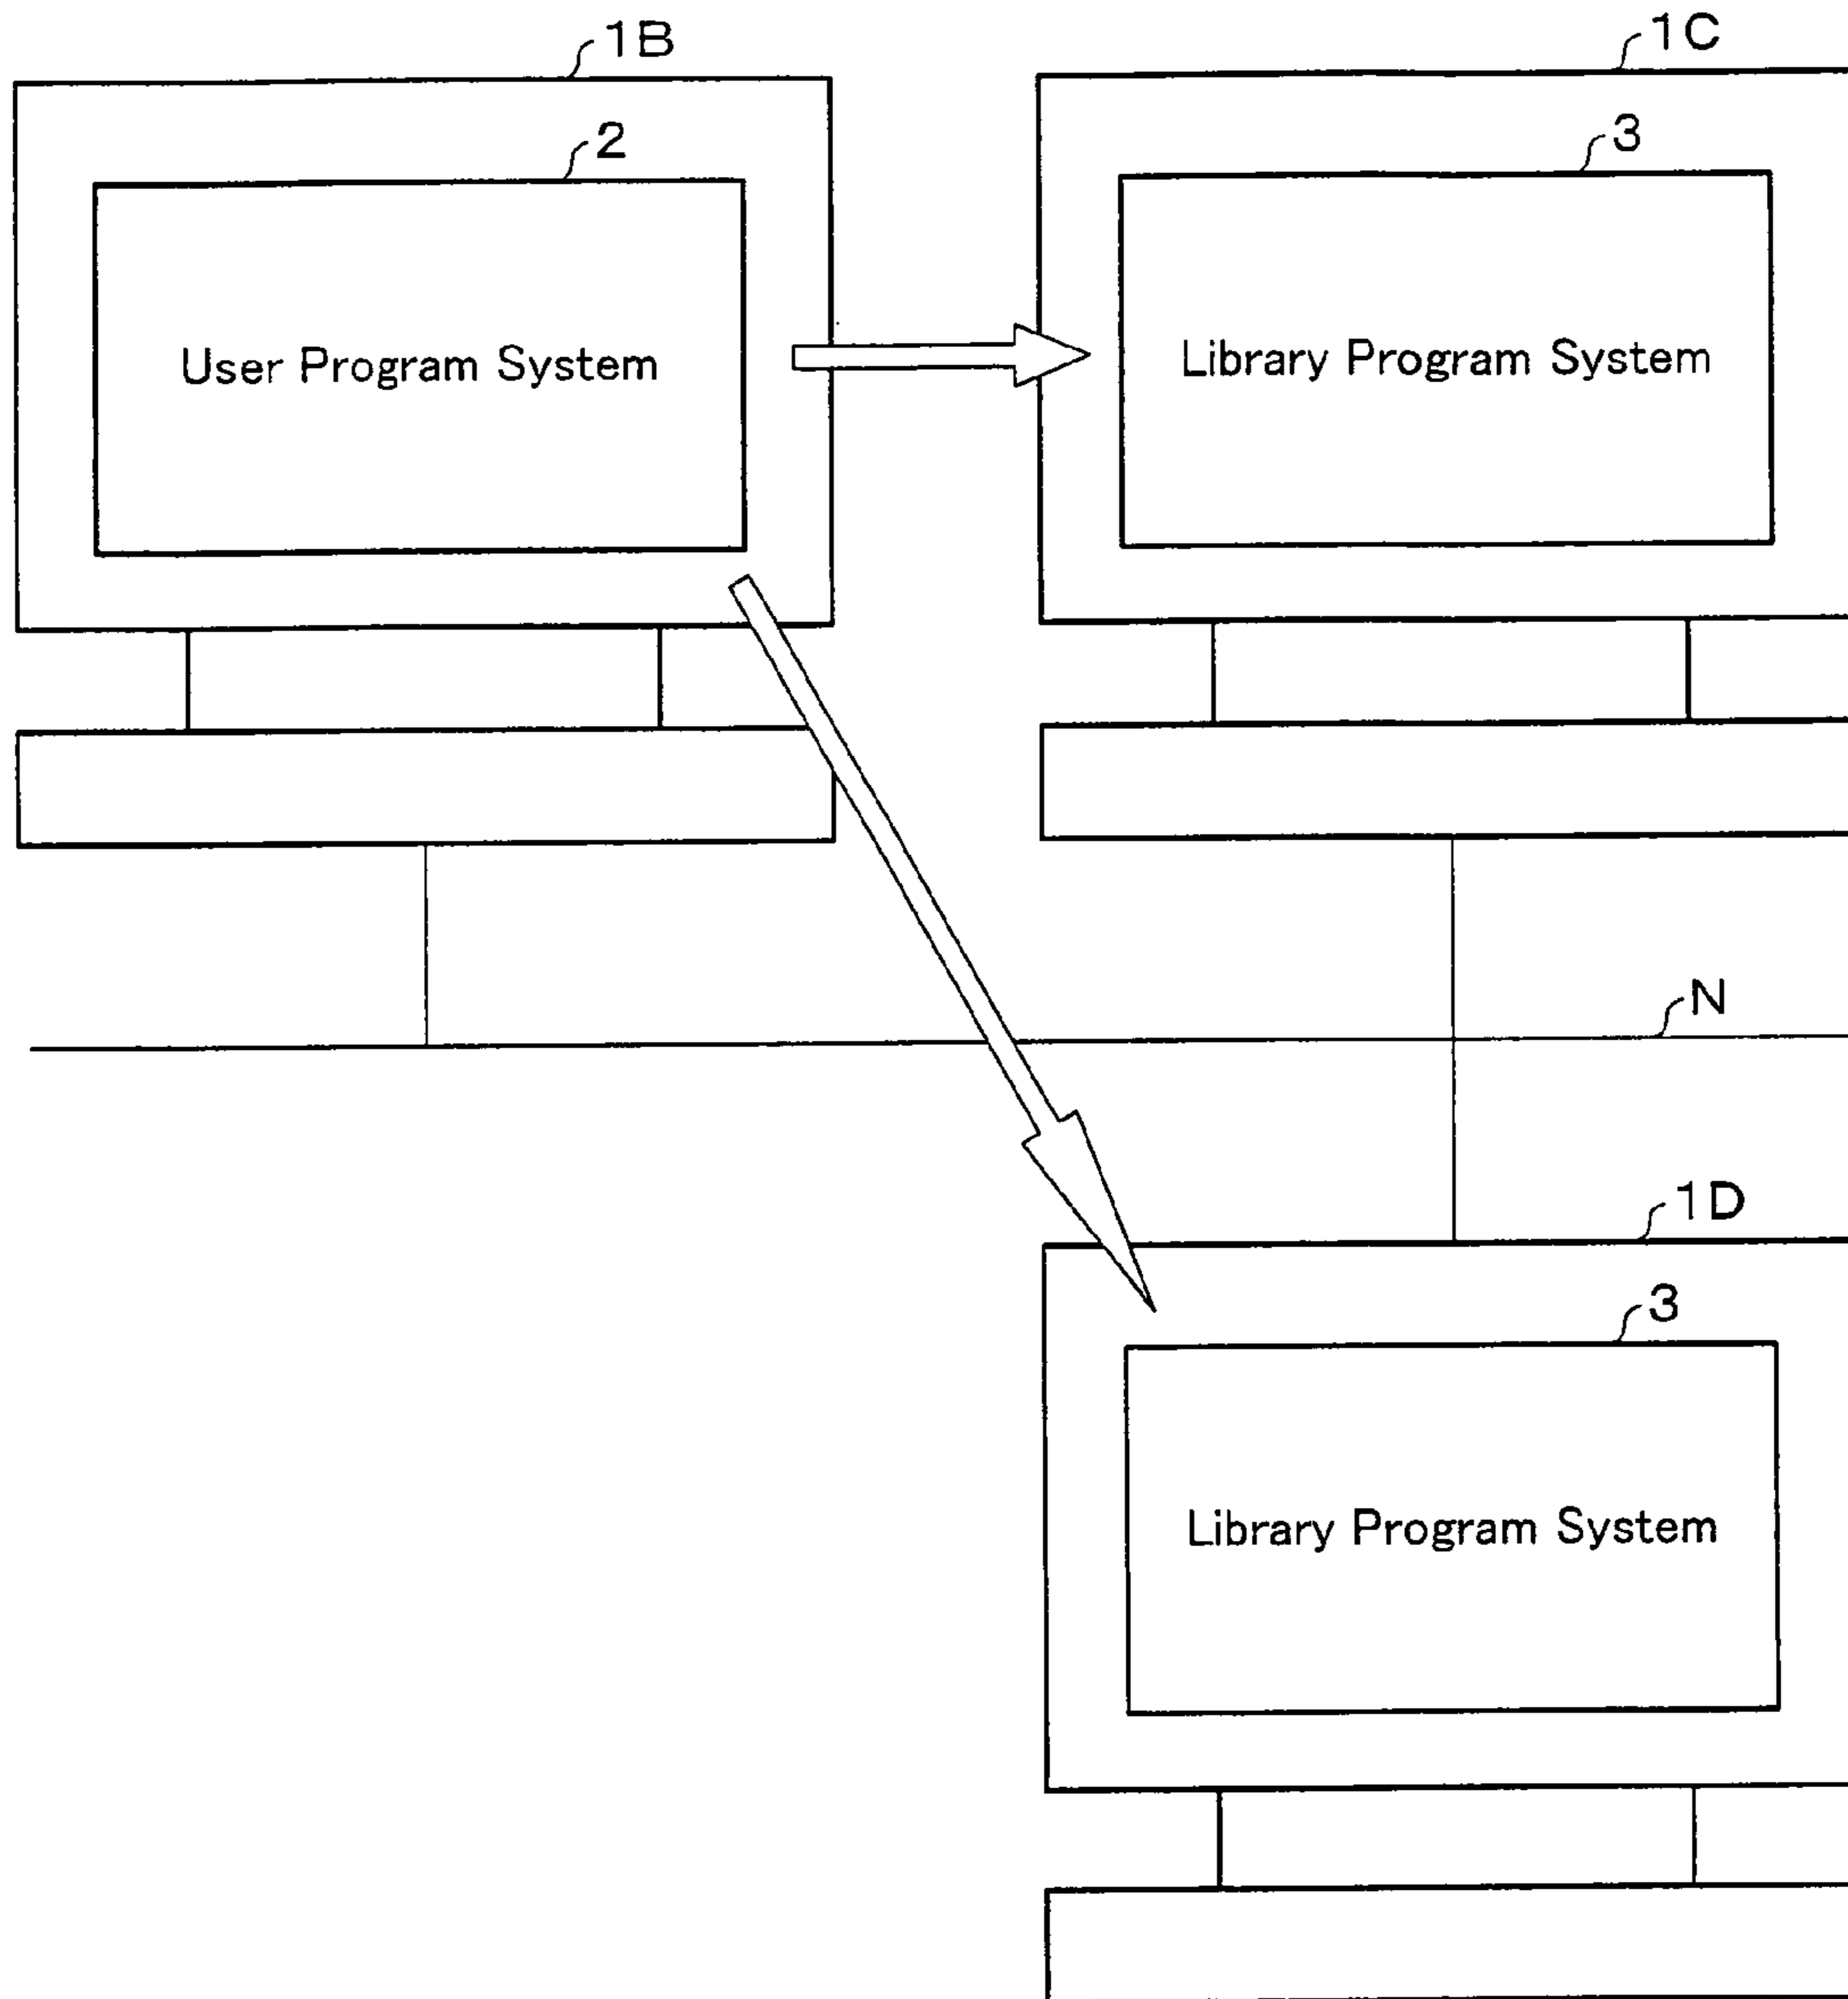 1B
1C
2
3
User Program System
Library Program System
N
1D
3
Library Program System